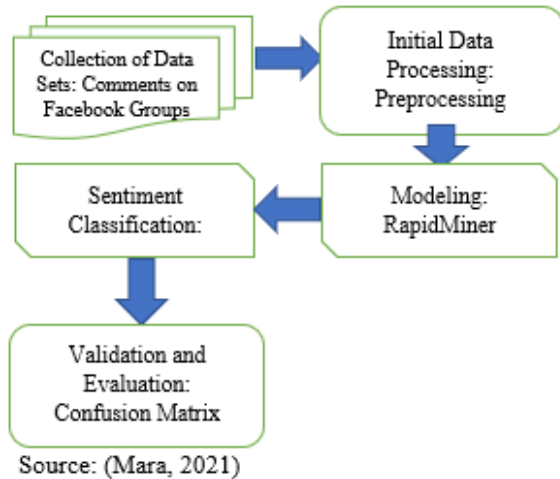 Collection of Data
Sets: Comments on
Facebook Groups
Initial Data
Processing:
Preprocessing
Modeling:
RapidMiner
Sentiment
Classification:
Validation and
Evaluation:
Confusion Matrix
Source: (Mara, 2021)